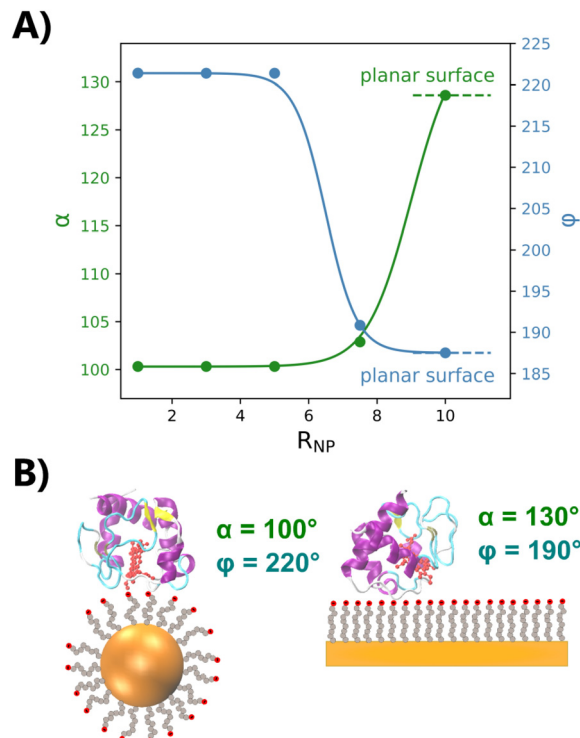 A)
planar surface
planar surface
α
φ
130
125
120
115
110
105
100
225
220
215
210
205
200
195
190
185
2 4 6 8 10
R_NP
B)
α = 100°
φ = 220°
α = 130°
φ = 190°